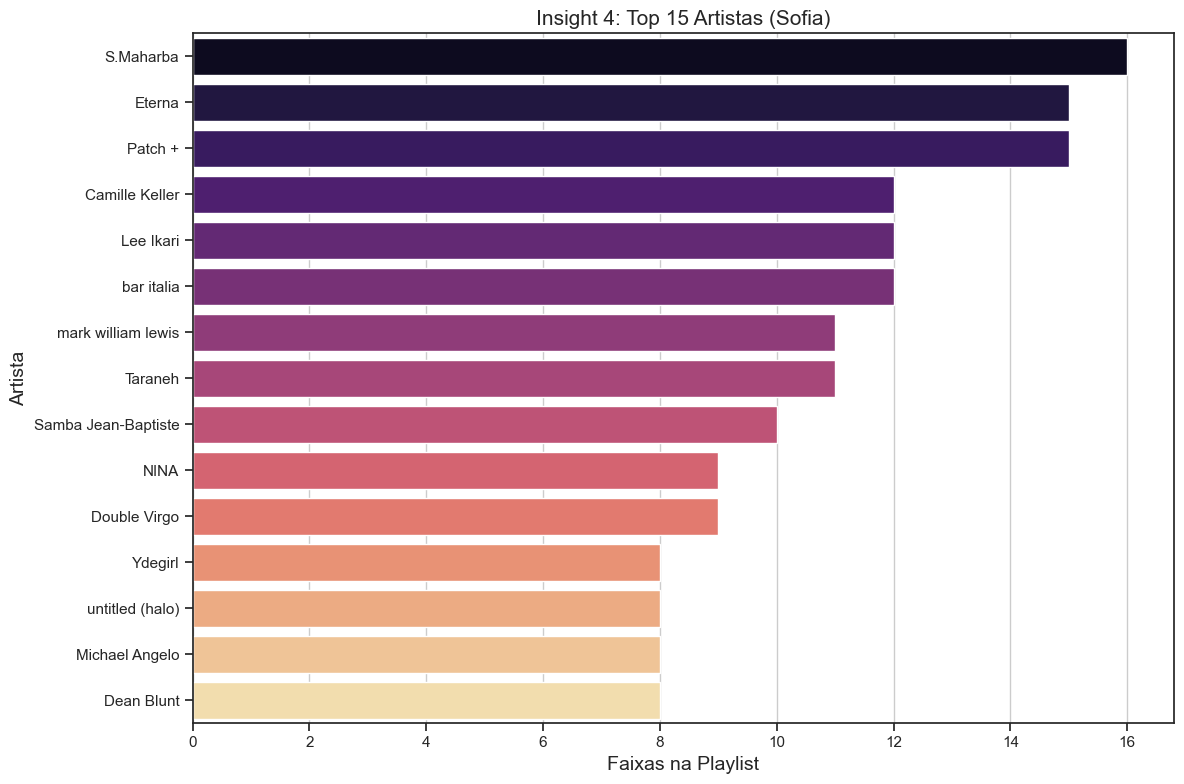 Insight 4: Top 15 Artistas (Sofia)
Artista
S.Maharba
Eterna
Patch +
Camille Keller
Lee Ikari
bar italia
mark william lewis
Taraneh
Samba Jean-Baptiste
NINA
Double Virgo
Ydegirl
untitled (halo)
Michael Angelo
Dean Blunt
0 2 4 6 8 10 12 14 16
Faixas na Playlist